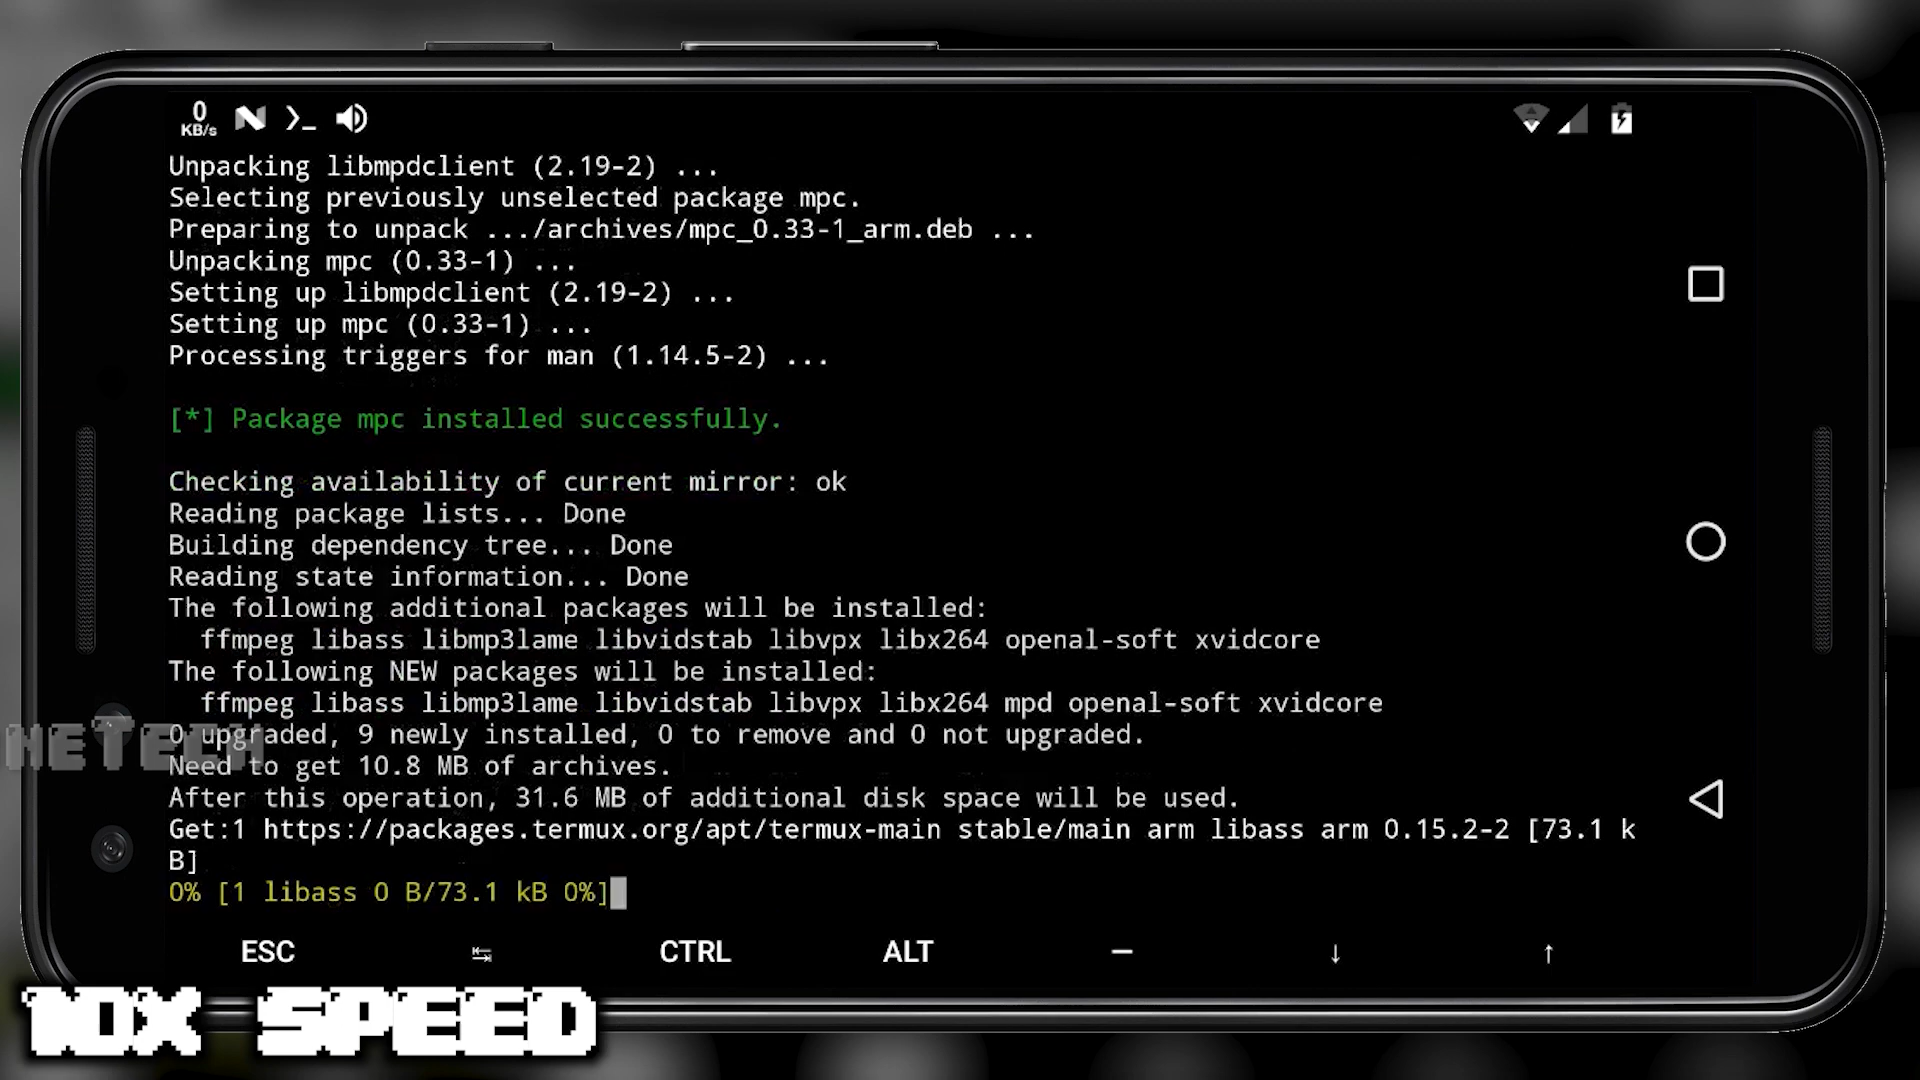 0
KB/s
Unpacking libmpdclient (2.19-2) ...
Selecting previously unselected package mpc.
Preparing to unpack .../archives/mpc_0.33-1_arm.deb ...
Unpacking mpc (0.33-1) ...
Setting up libmpdclient (2.19-2) ...
Setting up mpc (0.33-1) ...
Processing triggers for man (1.14.5-2) ...
[*] Package mpc installed successfully.
Checking availability of current mirror: ok
Reading package lists... Done
Building dependency tree... Done
Reading state information... Done
The following additional packages will be installed:
ffmpeg libass libmp3lame libvidstab libvpx libx264 openal-soft xvidcore
The following NEW packages will be installed:
ffmpeg libass libmp3lame libvidstab libvpx libx264 mpd openal-soft xvidcore
0 upgraded, 9 newly installed, 0 to remove and 0 not upgraded.
Need to get 10.8 MB of archives.
After this operation, 31.6 MB of additional disk space will be used.
Get:1 https://packages.termux.org/apt/termux-main stable/main arm libass arm 0.15.2-2 [73.1 k
B]
0% [1 libass 0 B/73.1 kB 0%]
ESC ↹ CTRL ALT — ↓ ↑
10X SPEED